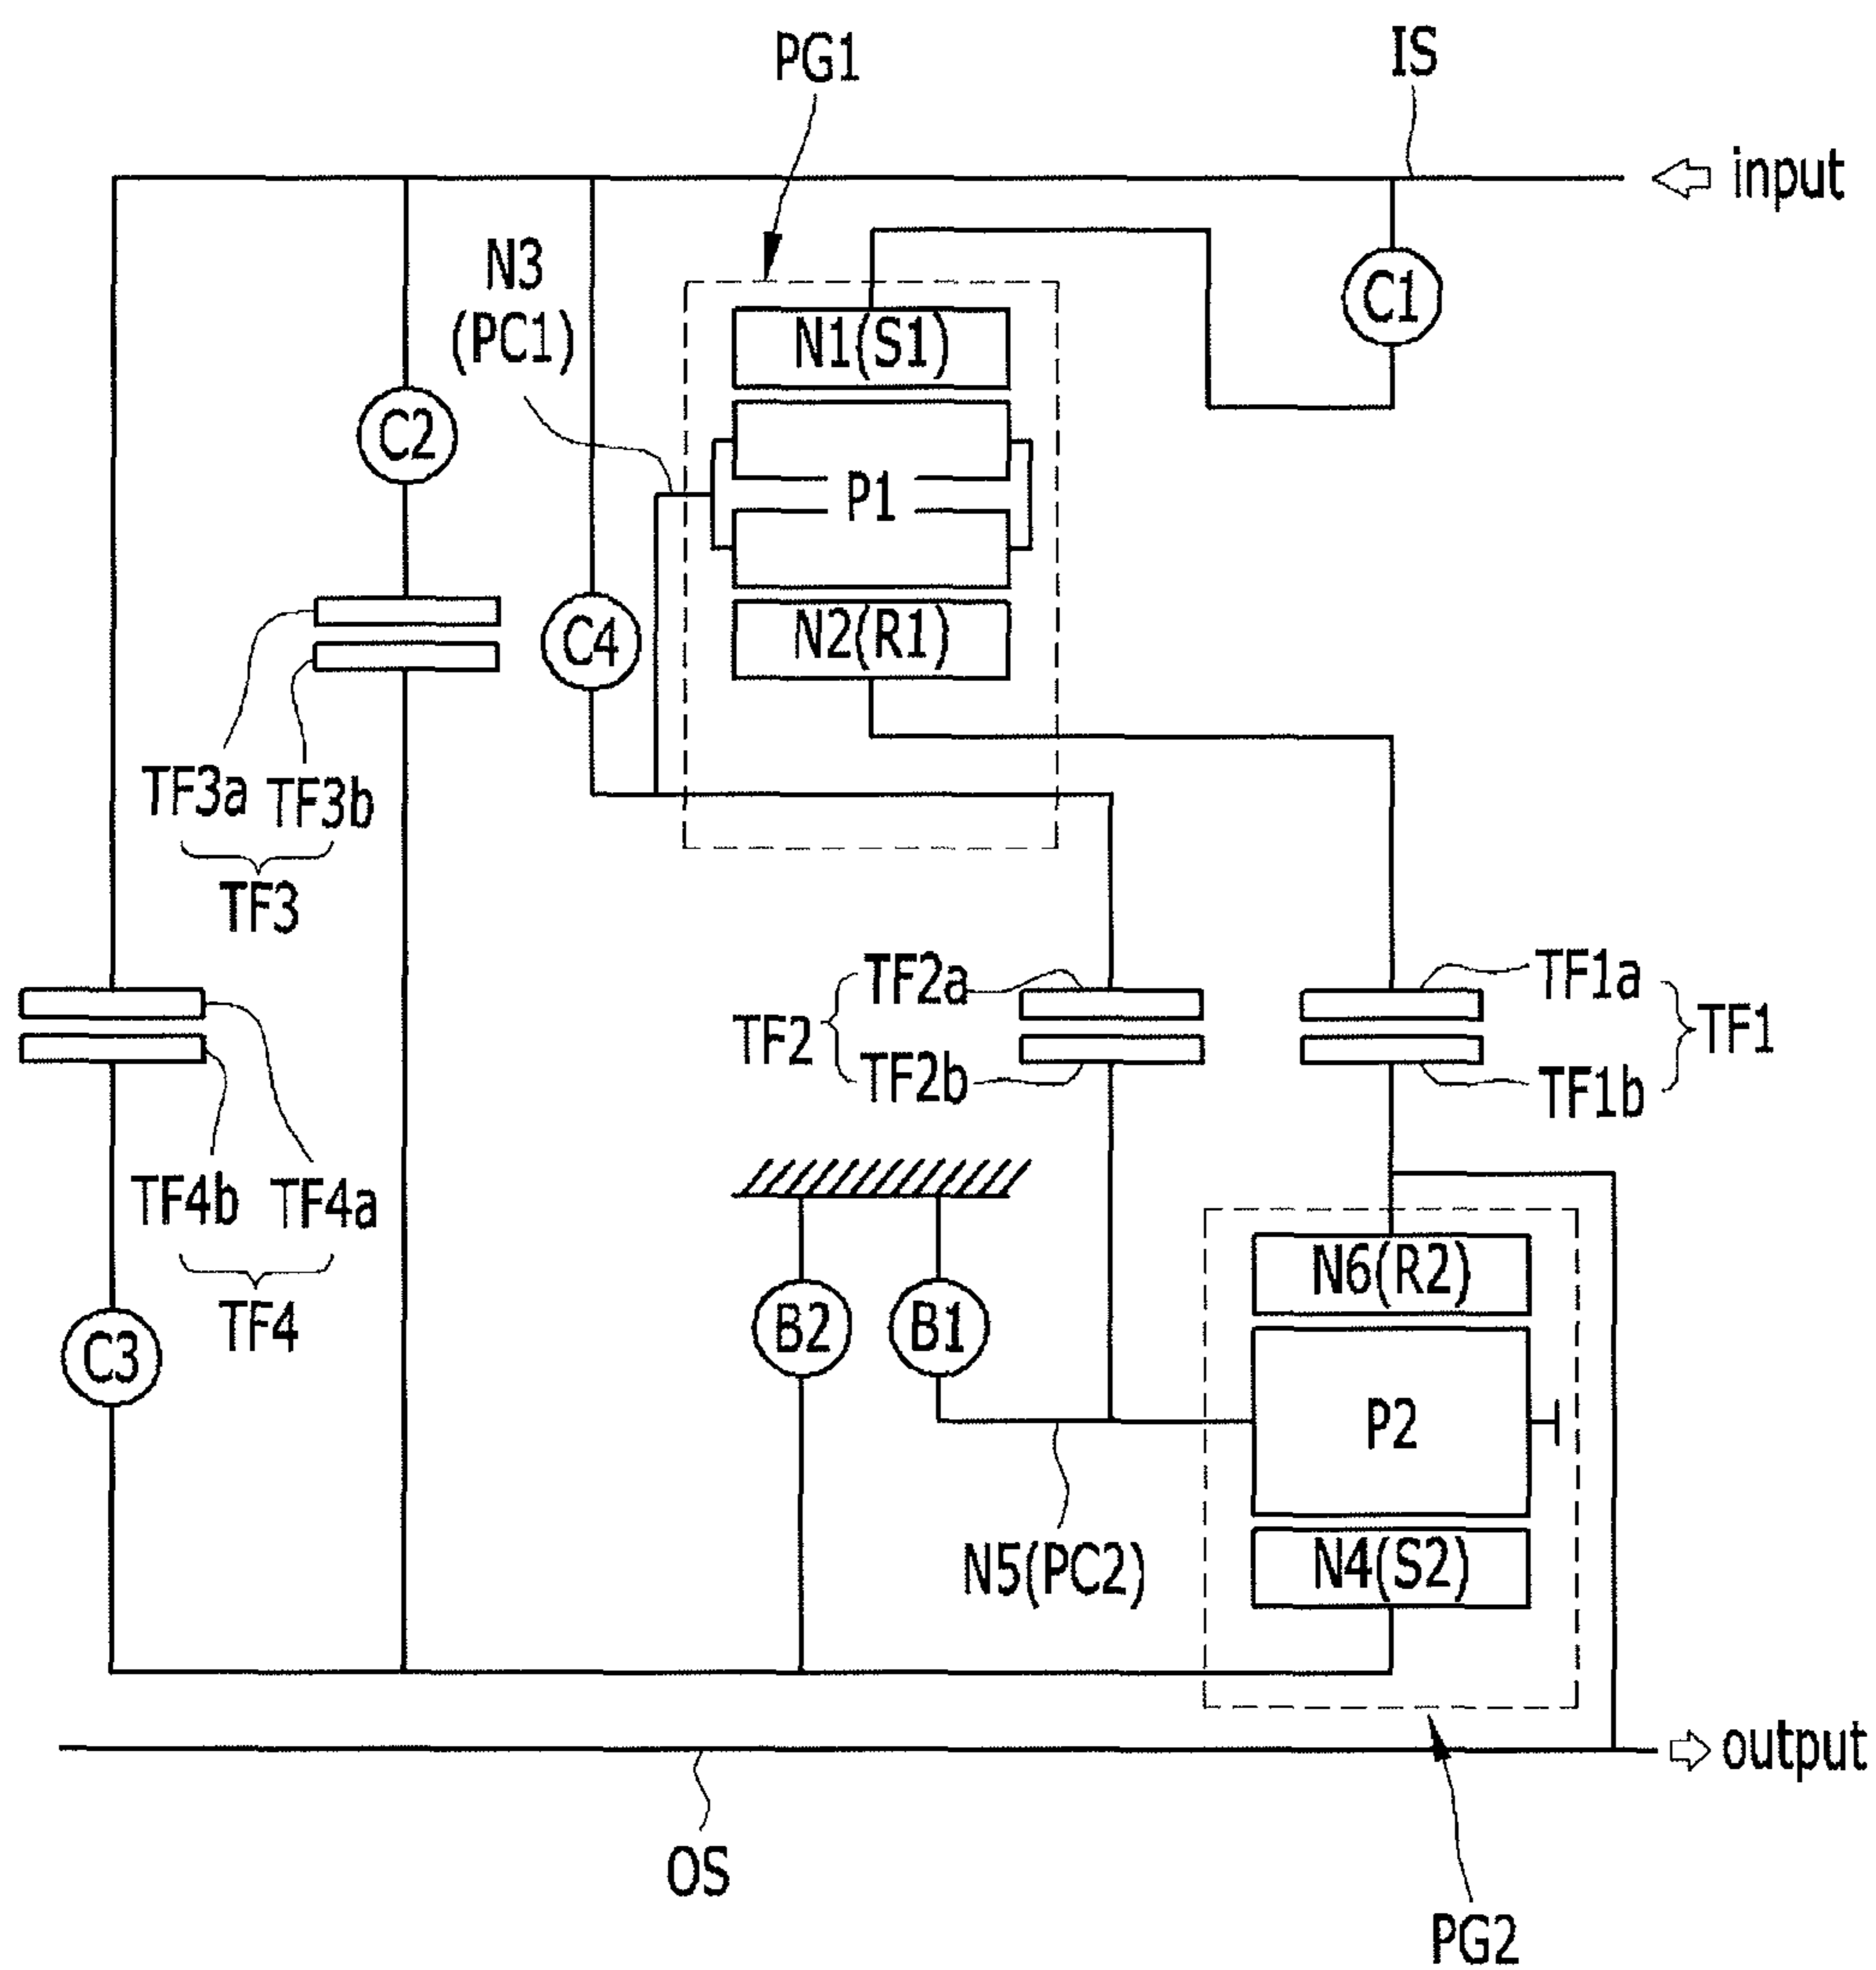 PG1
IS
input
N3
(PC1)
N1(S1)
C1
C2
P1
C4
N2(R1)
TF3a
TF3b
TF3
TF2a
TF2
TF2b
TF1a
TF1
TF1b
TF4b
TF4a
TF4
C3
B2
B1
N6(R2)
P2
N5(PC2)
N4(S2)
output
OS
PG2